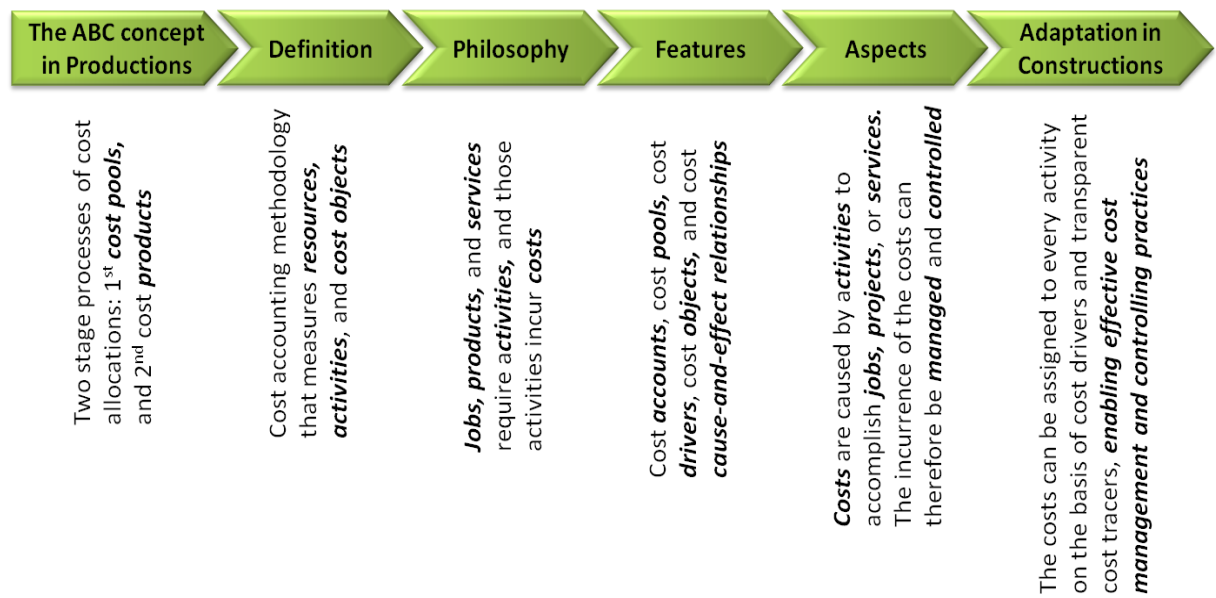 The ABC concept
in Productions
Definition
Philosophy
Features
Aspects
Adaptation in
Constructions
Two stage processes of cost
allocations: 1st cost pools,
and 2nd cost products
Cost accounting methodology
that measures resources,
activities, and cost objects
Jobs, products, and services
require activities, and those
activities incur costs
Cost accounts, cost pools, cost
drivers, cost objects, and cost
cause-and-effect relationships
Costs are caused by activities to
accomplish jobs, projects, or services.
The incurrence of the costs can
therefore be managed and controlled
The costs can be assigned to every activity
on the basis of cost drivers and transparent
cost tracers, enabling effective cost
management and controlling practices